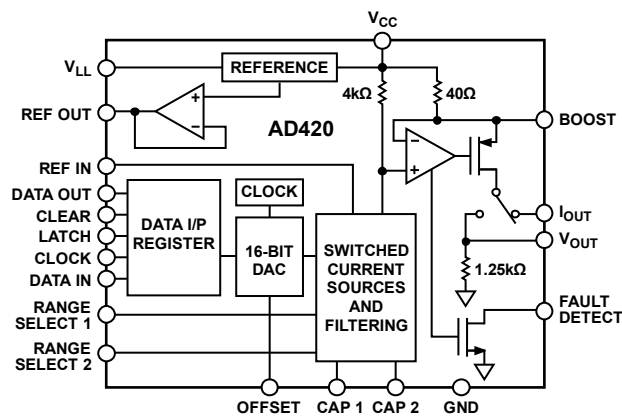 VCC
VLL
REFERENCE
4kΩ
40Ω
REF OUT
AD420
BOOST
REF IN
DATA OUT
CLEAR
LATCH
CLOCK
DATA IN
DATA I/P
REGISTER
CLOCK
16-BIT
DAC
SWITCHED
CURRENT
SOURCES
AND
FILTERING
IOUT
VOUT
1.25kΩ
RANGE
SELECT 1
RANGE
SELECT 2
FAULT
DETECT
OFFSET
CAP 1
CAP 2
GND